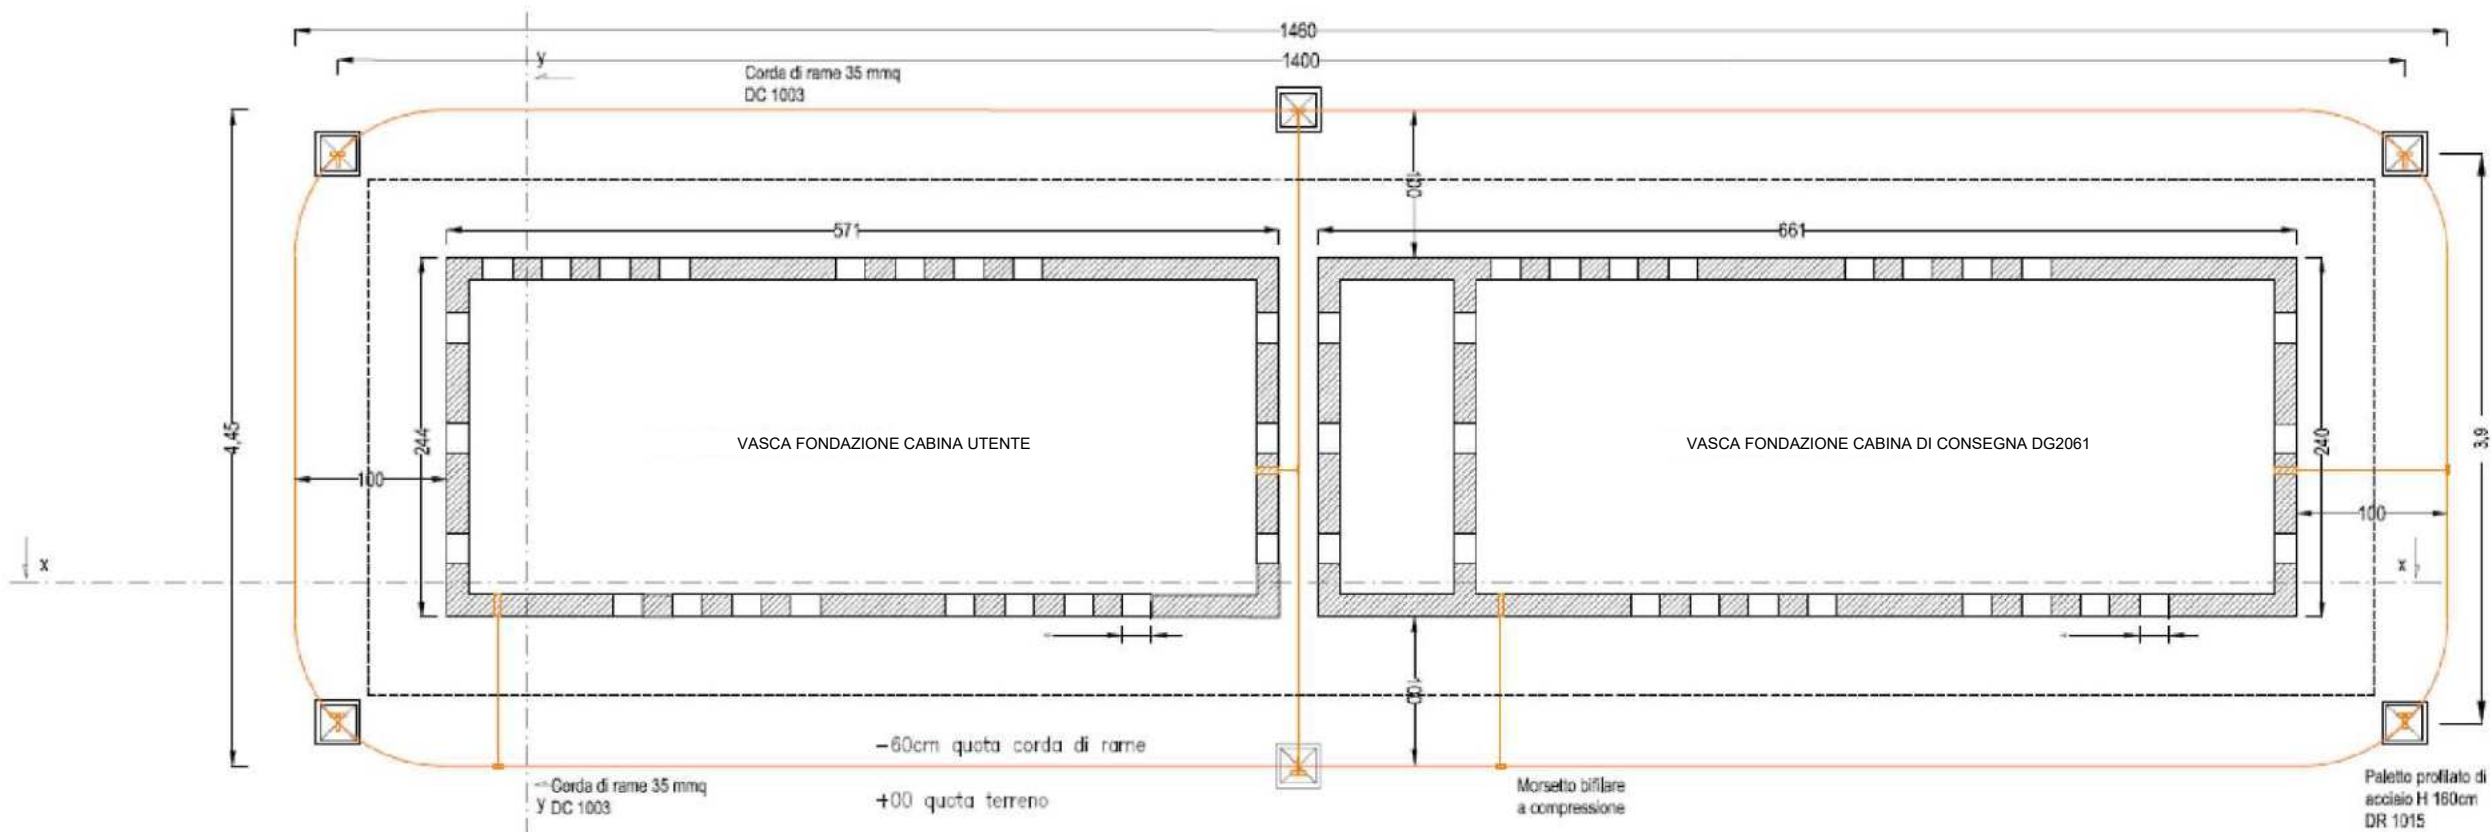 1460
1400
y
Corda di rame 35 mmq
DC 1003
100
571
661
4,45
244
VASCA FONDAZIONE CABINA UTENTE
VASCA FONDAZIONE CABINA DI CONSEGNA DG2061
240
3,9
100
100
x
x
100
-60cm quota corda di rame
Corda di rame 35 mmq
y DC 1003
+00 quota terreno
Morsetto bifilare
a compressione
Paletto profilato di
acciaio H 160cm
DR 1015